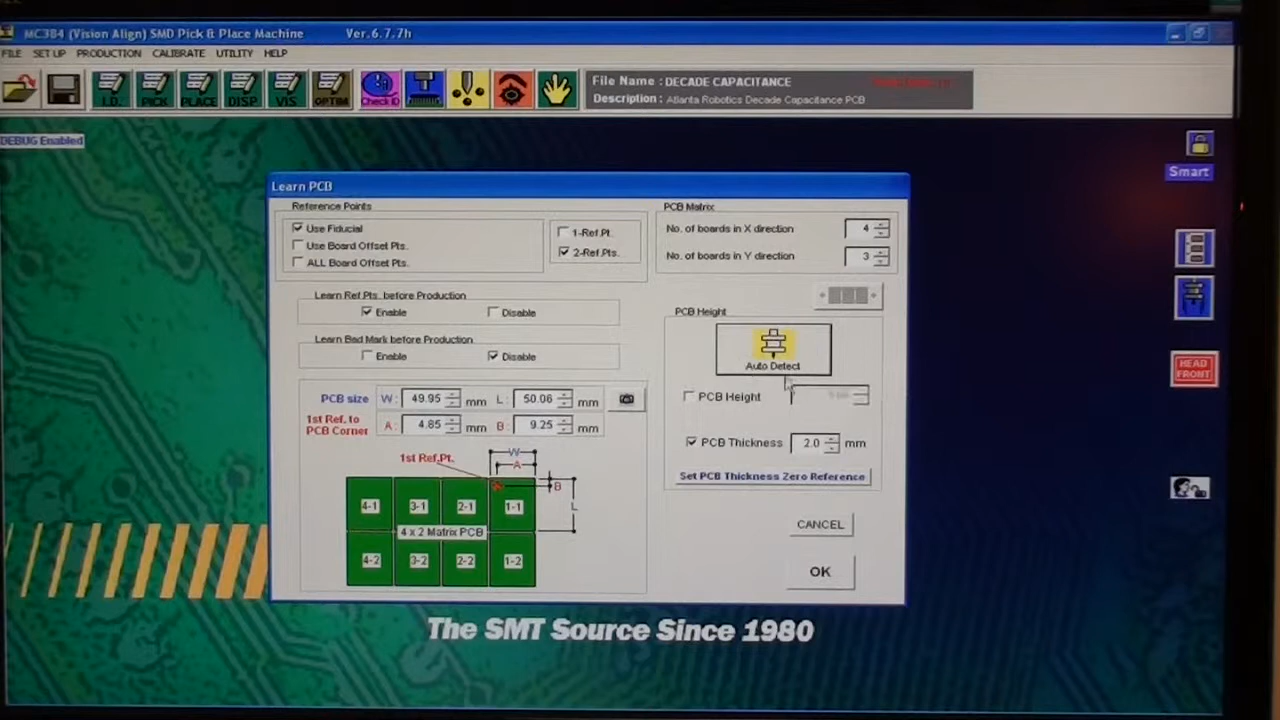 MC384 (Vision Align) SMD Pick & Place Machine Ver.6.7.7h
FILE SET UP PRODUCTION CALIBRATE UTILITY HELP
I.D. PICK PLACE DISP VIS Check ID
File Name : DECADE CAPACITANCE
Description : Atlanta Robotics Decade Capacitance PCB
DEBUG Enabled
Smart
HEAD
FRONT
Learn PCB
Reference Points
Use Fiducial
Use Board Offset Pts.
ALL Board Offset Pts.
1-Ref.Pt.
2-Ref.Pts.
Learn Ref.Pts. before Production
Enable Disable
Learn Bad Mark before Production
Enable Disable
PCB size W: 49.95 mm L: 50.06 mm
1st Ref. to
PCB Corner A: 4.85 mm B: 9.25 mm
1st Ref.Pt.
W
A
B
L
4-1 3-1 2-1 1-1
4 x 2 Matrix PCB
4-2 3-2 2-2 1-2
PCB Matrix
No. of boards in X direction 4
No. of boards in Y direction 3
PCB Height
Auto Detect
PCB Height
PCB Thickness 2.0 mm
Set PCB Thickness Zero Reference
CANCEL
OK
The SMT Source Since 1980